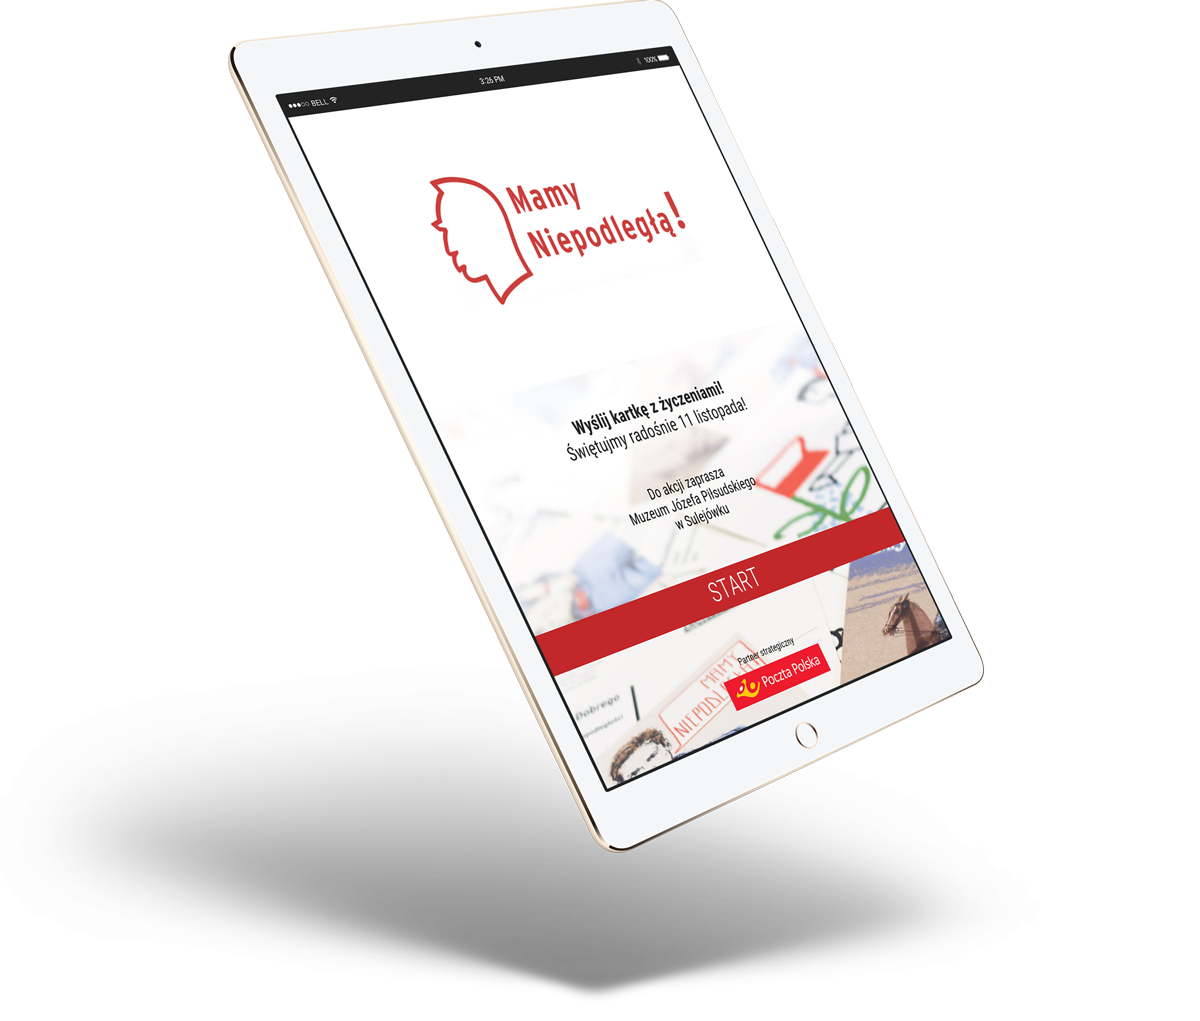 BELL
3:26 PM
100%
Mamy
Niepodległą!
Wyślij kartkę z życzeniami!
Świętujmy radośnie 11 listopada!
Do akcji zaprasza
Muzeum Józefa Piłsudskiego
w Sulejówku
START
Partner strategiczny
Poczta Polska
MAMY
Dobrego